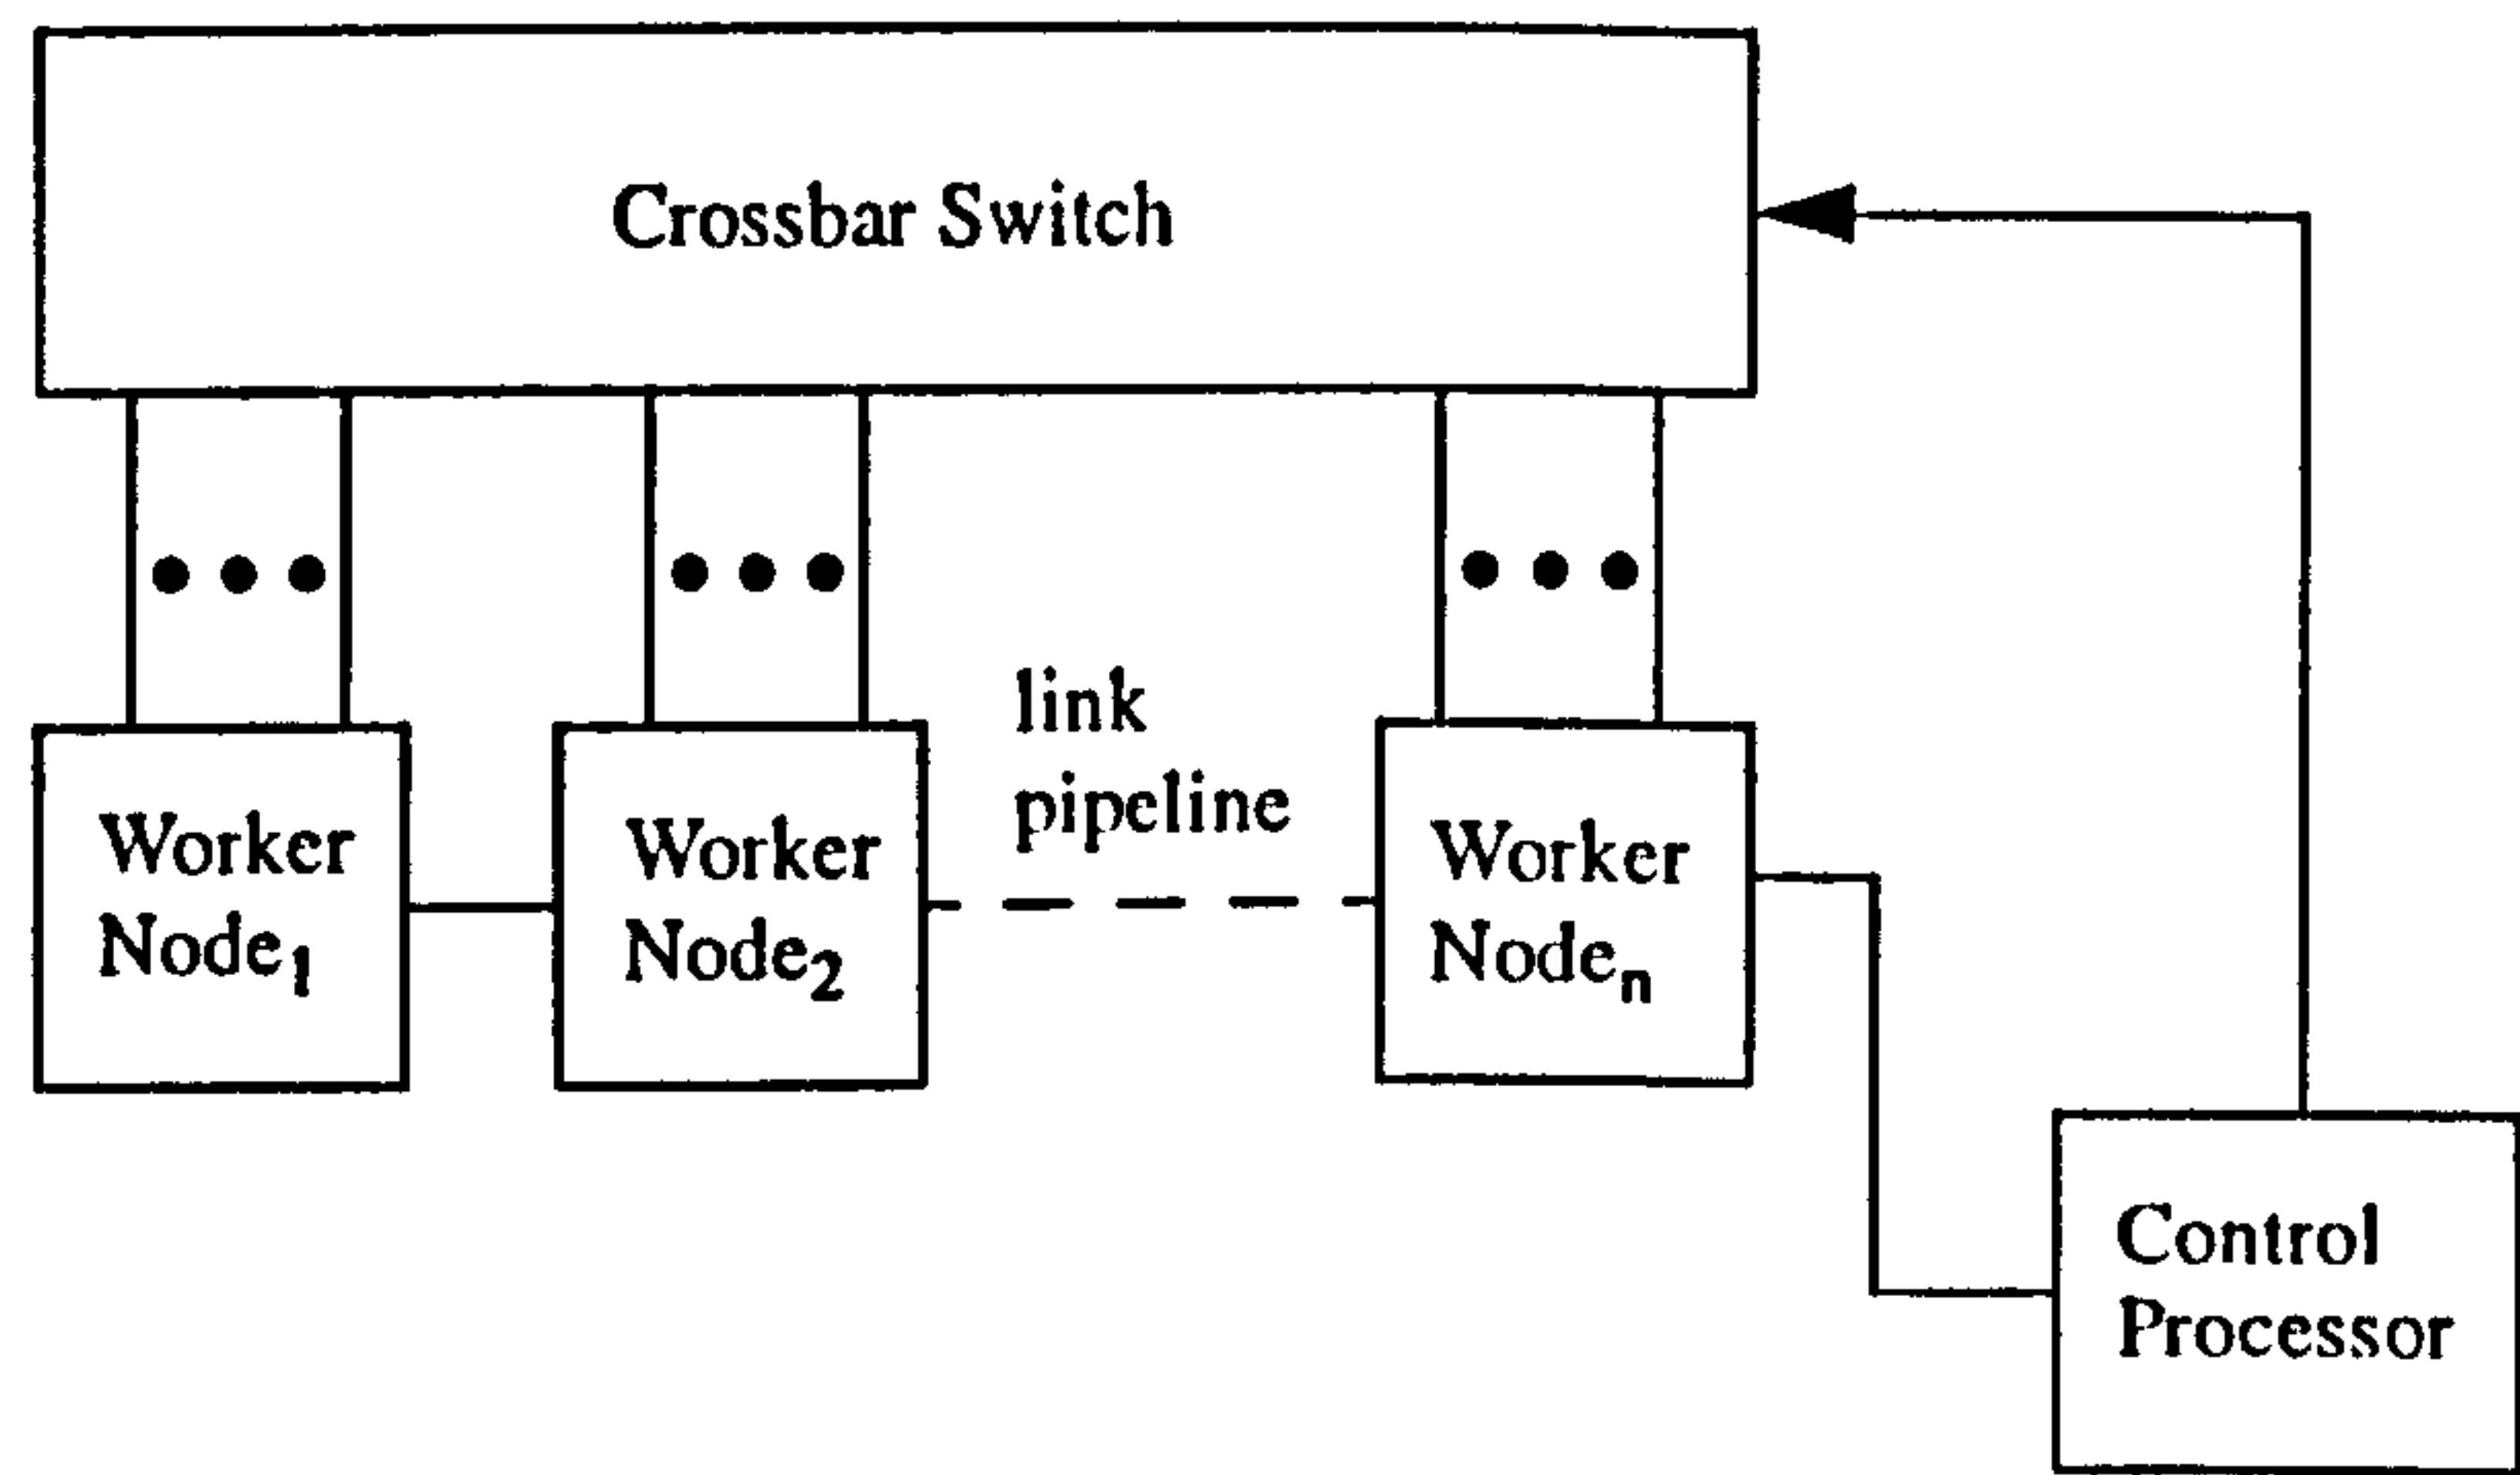 Crossbar Switch
link
pipeline
Worker
Node₁
Worker
Node₂
Worker
Nodeₙ
Control
Processor